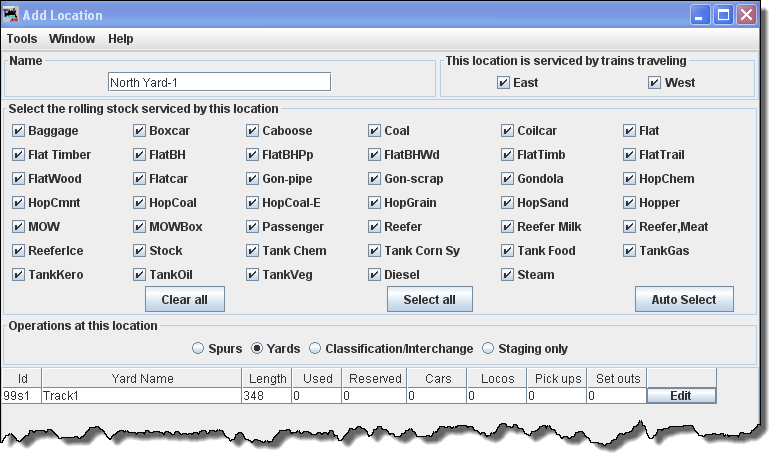 Add Location
Tools Window Help
Name This location is serviced by trains traveling
North Yard-1 East West
Select the rolling stock serviced by this location
Baggage Boxcar Caboose Coal Coilcar Flat
Flat Timber FlatBH FlatBHPp FlatBHWd FlatTimb FlatTrail
FlatWood Flatcar Gon-pipe Gon-scrap Gondola HopChem
HopCmnt HopCoal HopCoal-E HopGrain HopSand Hopper
MOW MOWBox Passenger Reefer Reefer Milk Reefer,Meat
ReeferIce Stock Tank Chem Tank Corn Sy Tank Food TankGas
TankKero TankOil TankVeg Diesel Steam
Clear all Select all Auto Select
Operations at this location
Spurs Yards Classification/Interchange Staging only
Id Yard Name Length Used Reserved Cars Locos Pick ups Set outs
99s1 Track1 348 0 0 0 0 0 0 Edit